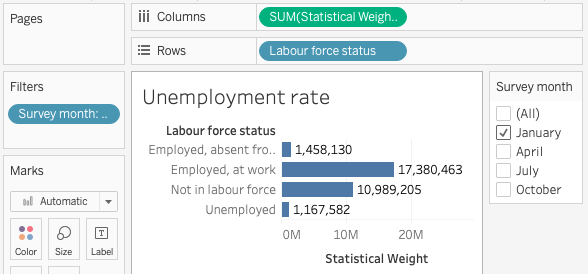 Pages
Columns
SUM(Statistical Weigh..
Rows
Labour force status
Filters
Survey month: ..
Marks
Automatic
Color
Size
Label
Unemployment rate
Labour force status
Employed, absent fro.. 1,458,130
Employed, at work 17,380,463
Not in labour force 10,989,205
Unemployed 1,167,582
0M 10M 20M
Statistical Weight
Survey month
(All)
January
April
July
October